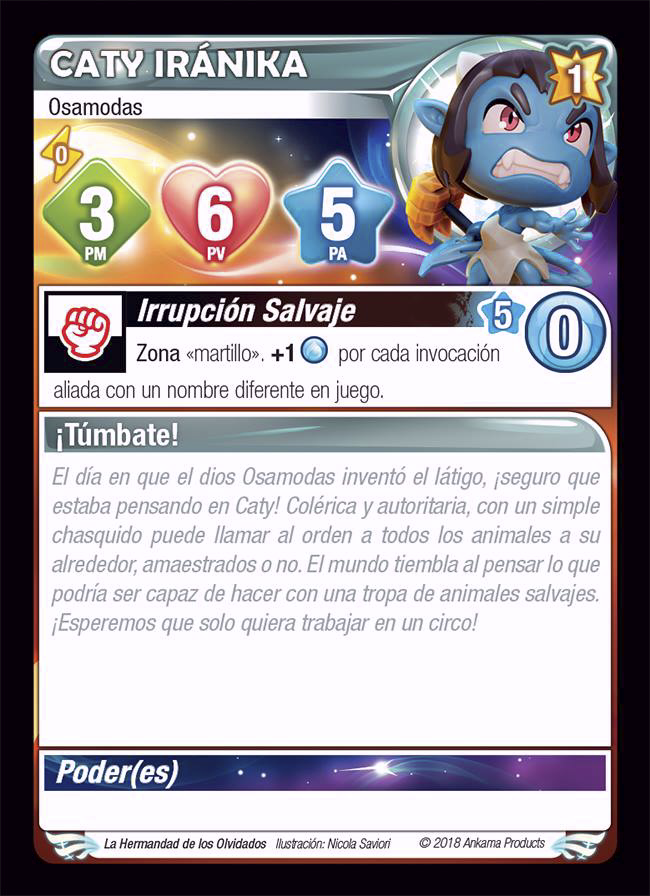 CATY IRÁNIKA
1
Osamodas
0
3
PM
6
PV
5
PA
Irrupción Salvaje
5
0
Zona «martillo». +1 por cada invocación
aliada con un nombre diferente en juego.
¡Túmbate!
El día en que el dios Osamodas inventó el látigo, ¡seguro que
estaba pensando en Caty! Colérica y autoritaria, con un simple
chasquido puede llamar al orden a todos los animales a su
alrededor, amaestrados o no. El mundo tiembla al pensar lo que
podría ser capaz de hacer con una tropa de animales salvajes.
¡Esperemos que solo quiera trabajar en un circo!
Poder(es)
La Hermandad de los Olvidados Ilustración: Nicola Saviori © 2018 Ankama Products